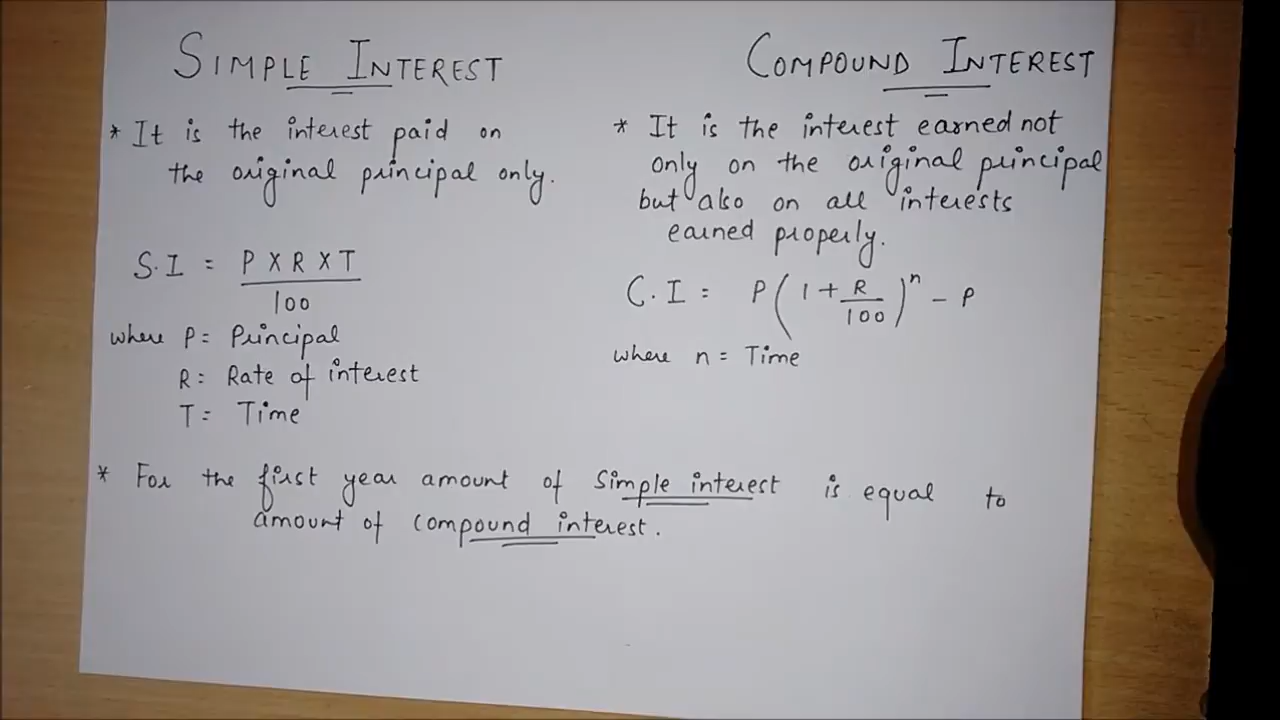 SIMPLE INTEREST
* It is the interest paid on
the original principal only.
S.I = P X R X T / 100
where P = Principal
R = Rate of interest
T = Time
COMPOUND INTEREST
* It is the interest earned not
only on the original principal
but also on all interests
earned properly.
C.I = P(1 + R/100)^n - P
where n = Time
* For the first year amount of Simple interest is equal to
amount of compound interest.